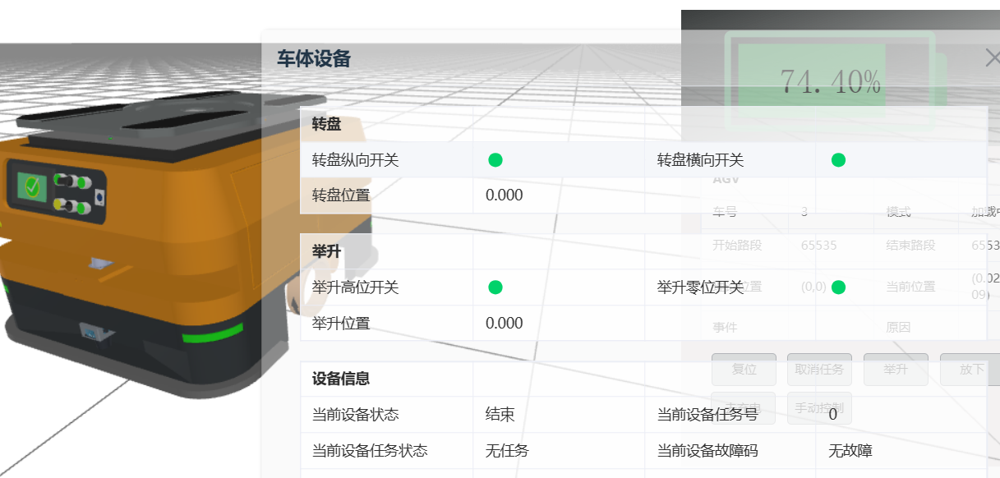 车体设备
74.40%
转盘
转盘纵向开关
转盘横向开关
AGV
转盘位置
0.000
车号
3
模式
加载中
开始路段
65535
结束路段
举升
举升高位开关
举升零位开关
位置
(0,0)
当前位置
(0.02
09)
举升位置
0.000
事件
原因
复位
取消任务
举升
放下
设备信息
当前设备状态
结束
当前设备任务号
0
手动控制
当前设备任务状态
无任务
当前设备故障码
无故障